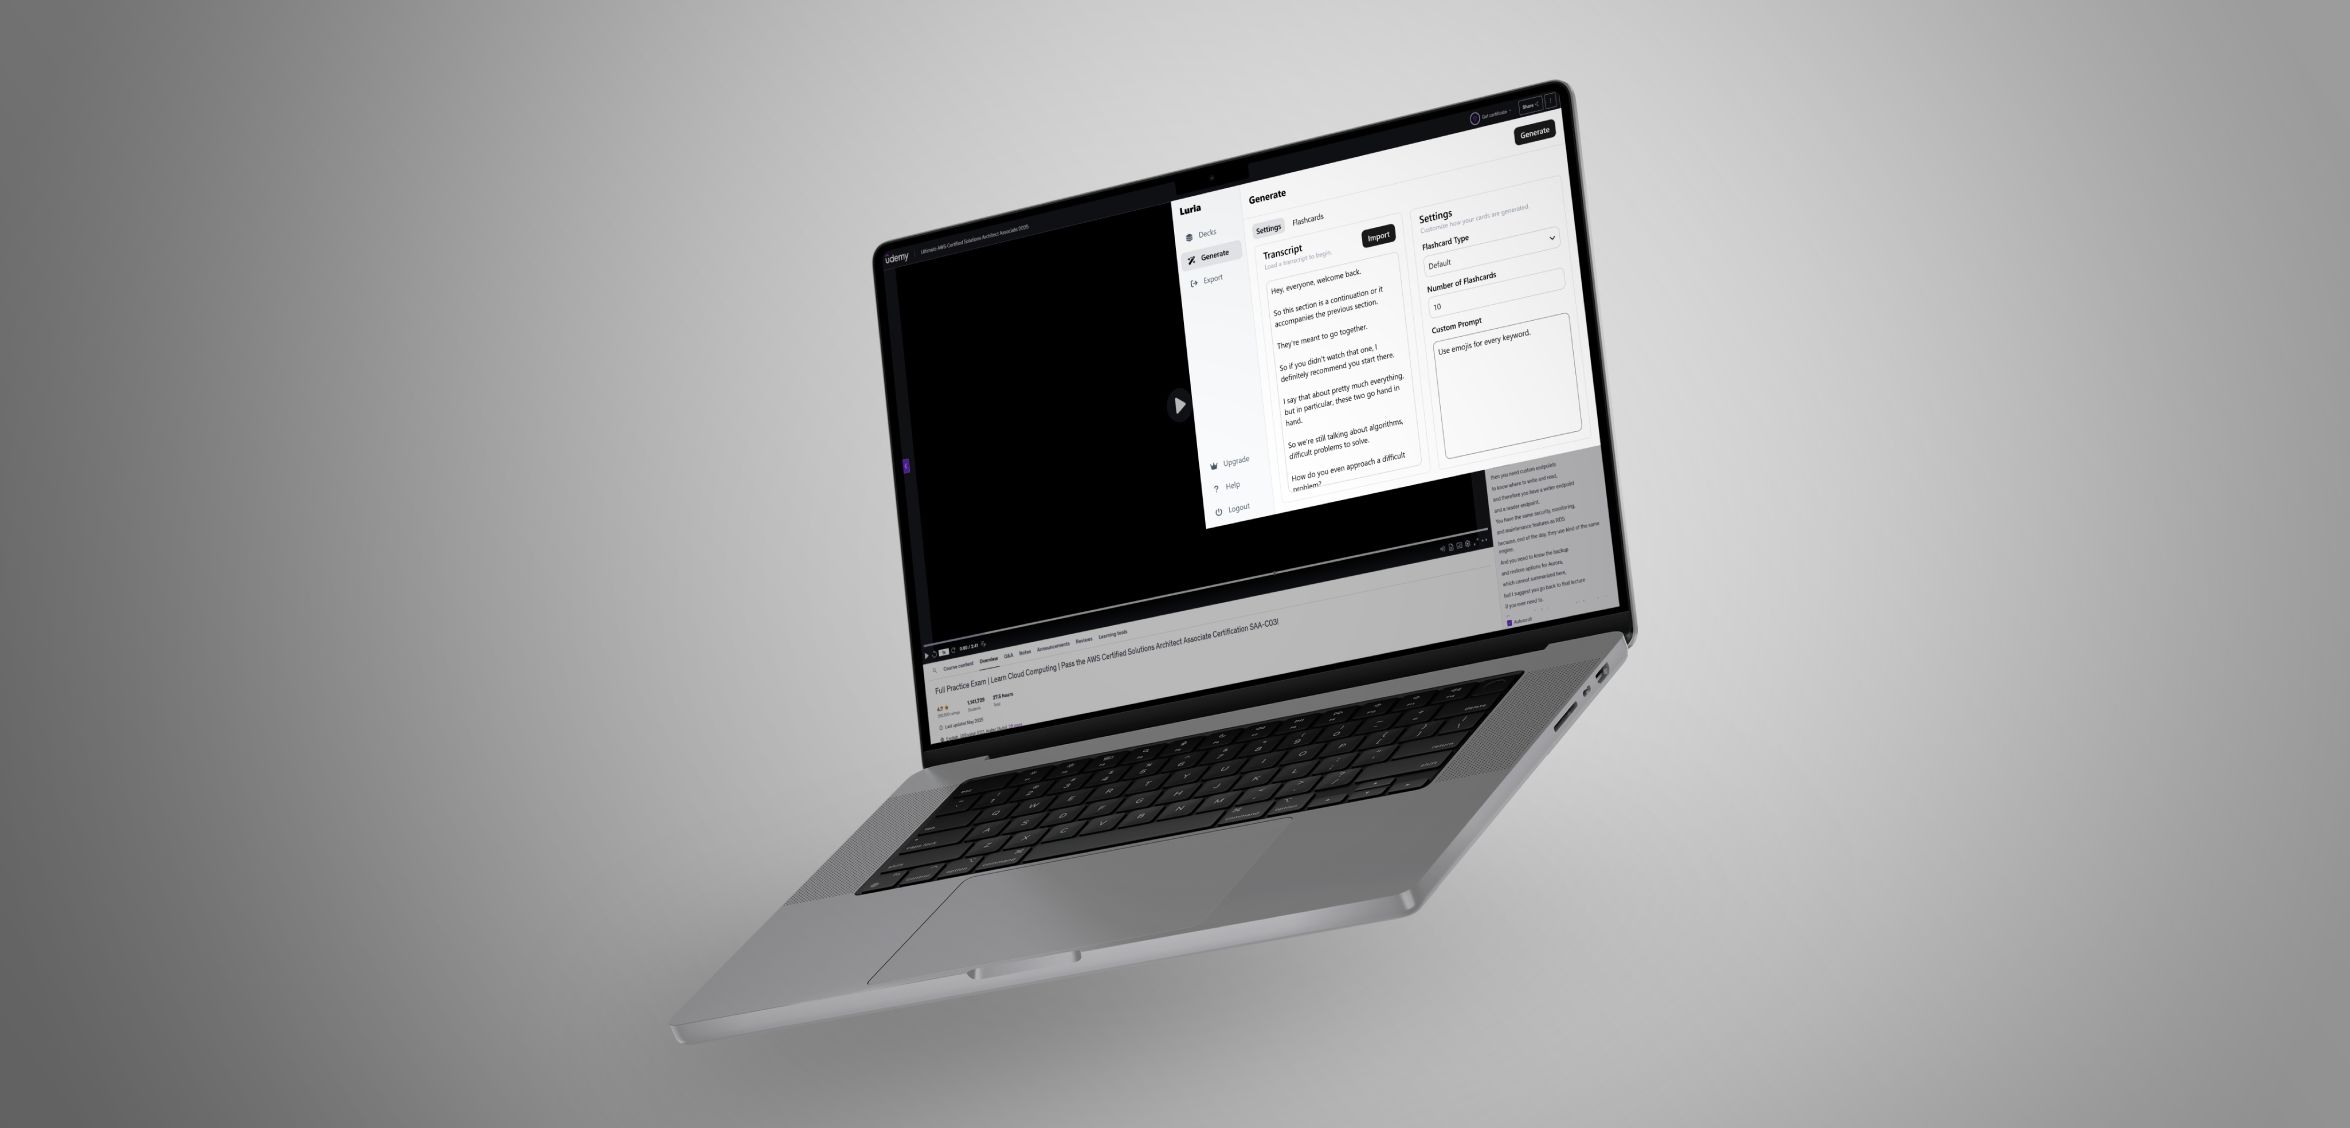 udemy
Ultimate AWS Certified Solutions Architect Associate 2025
Get certificate
Share
Generate
Luria
Decks
Generate
Export
Upgrade
Help
Logout
Generate
Settings
Flashcards
Transcript
Load a transcript to begin.
Import
Hey, everyone, welcome back.
So this section is a continuation or it
accompanies the previous section.
They're meant to go together.
So if you didn't watch that one, I
definitely recommend you start there.
I say that about pretty much everything,
but in particular, these two go hand in
hand.
So we're still talking about algorithms,
difficult problems to solve.
How do you even approach a difficult
problem?
Settings
Customize how your cards are generated.
Flashcard Type
Default
Number of Flashcards
10
Custom Prompt
Use emojis for every keyword.
Then you need custom endpoints
to know where to write and read,
and therefore you have a writer endpoint
and a reader endpoint.
You have the same security, monitoring,
and maintenance features as RDS
because, end of the day, they use kind of the same
engine.
And you need to know the backup
and restore options for Aurora,
which cannot summarized here,
but I suggest you go back to that lecture
if you ever need to.
Autoscroll
Course content
Overview
Q&A
Notes
Announcements
Reviews
Learning tools
Full Practice Exam | Learn Cloud Computing | Pass the AWS Certified Solutions Architect Associate Certification SAA-C03!
4.7
Students
27.5 hours
Total
Last updated May 2025
Q W E R T Y U I O P
A S D F G H J K L
Z X C V B N M
command
option
command
option
return
shift